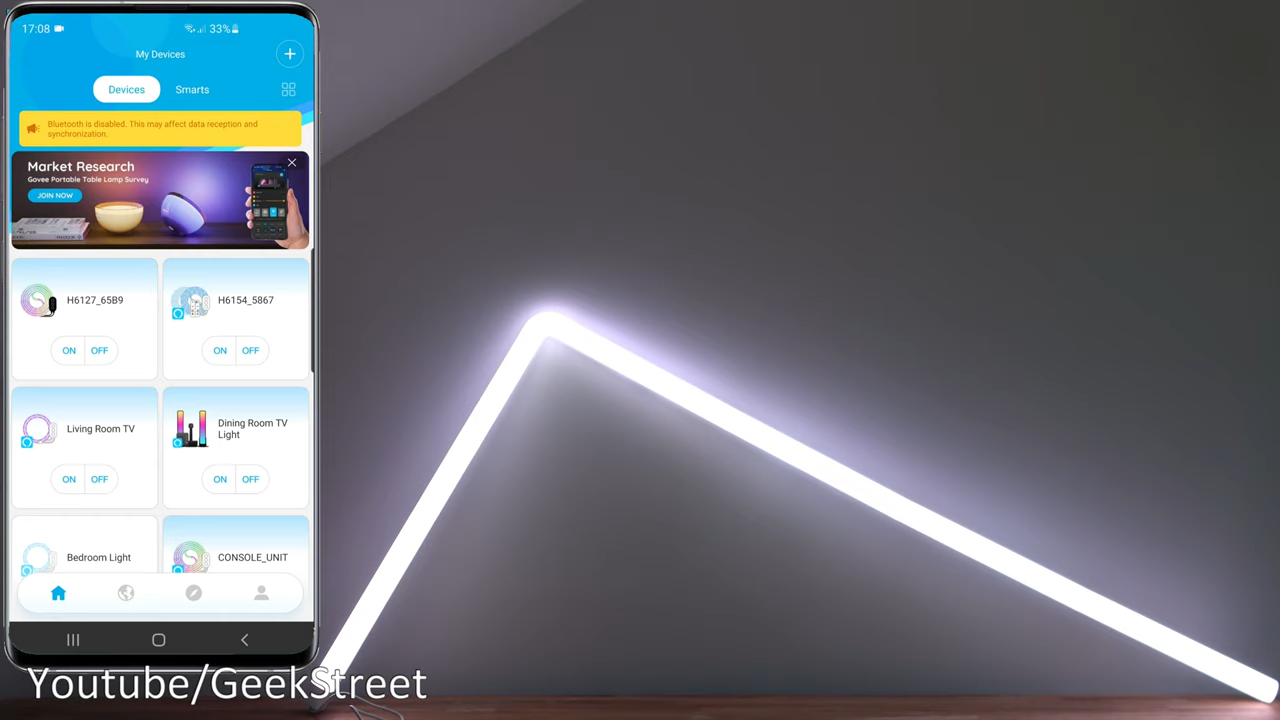 17:08
33%
My Devices
Devices
Smarts
Bluetooth is disabled. This may affect data reception and
synchronization.
Market Research
Govee Portable Table Lamp Survey
JOIN NOW
H6127_65B9
H6154_5867
ON OFF
ON OFF
Living Room TV
Dining Room TV
Light
ON OFF
ON OFF
Bedroom Light
CONSOLE_UNIT
Youtube/GeekStreet